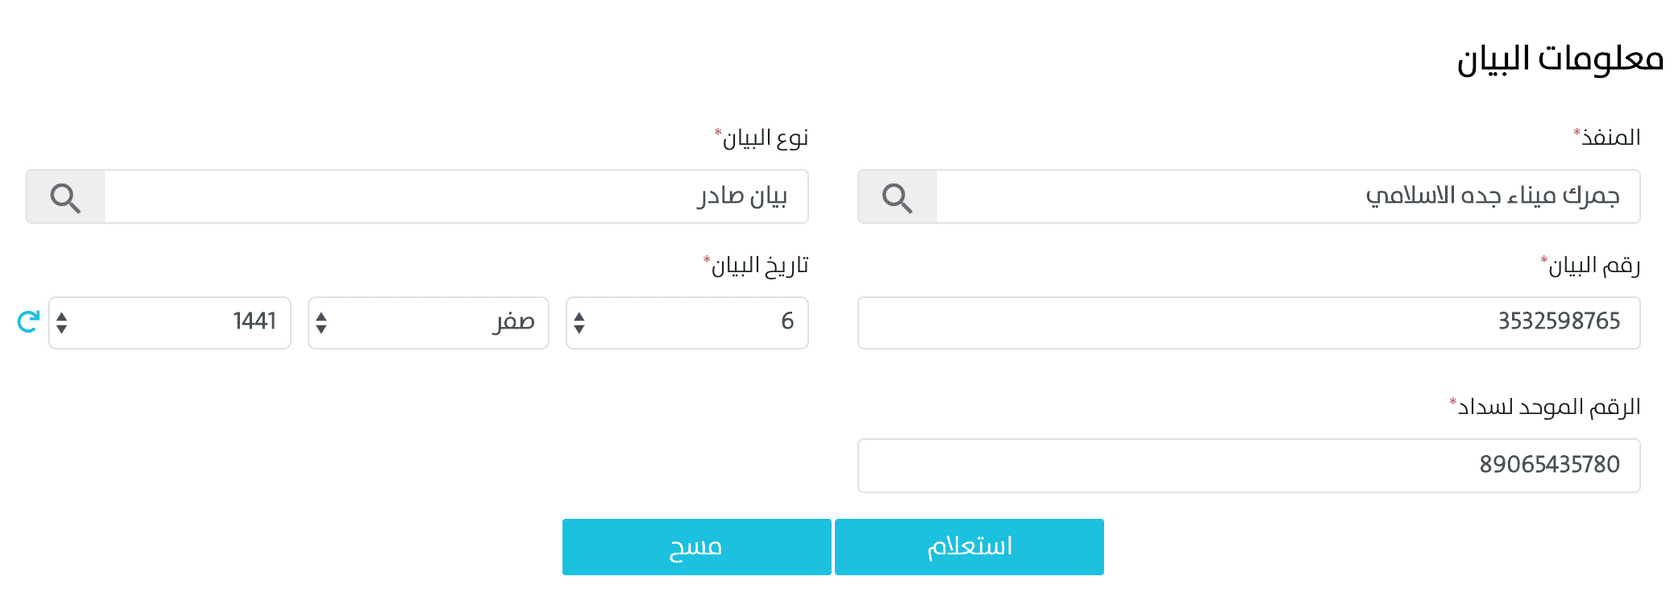 معلومات البيان
المنفذ*
نوع البيان*
جمرك ميناء جده الاسلامي
بيان صادر
رقم البيان*
تاريخ البيان*
3532598765
6
صفر
1441
الرقم الموحد لسداد*
89065435780
استعلام
مسح